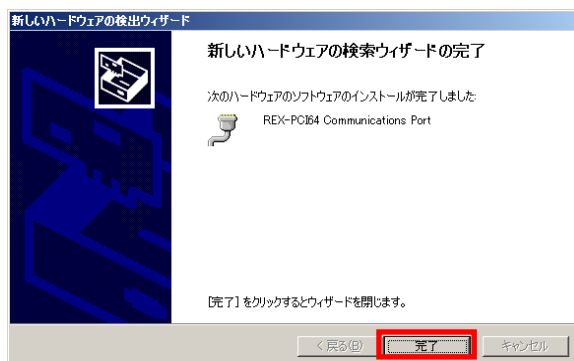 新しいハードウェアの検出ウィザード
新しいハードウェアの検索ウィザードの完了
次のハードウェアのソフトウェアのインストールが完了しました:
REX-PCI64 Communications Port
[完了] をクリックするとウィザードを閉じます。
< 戻る(B)
完了
キャンセル